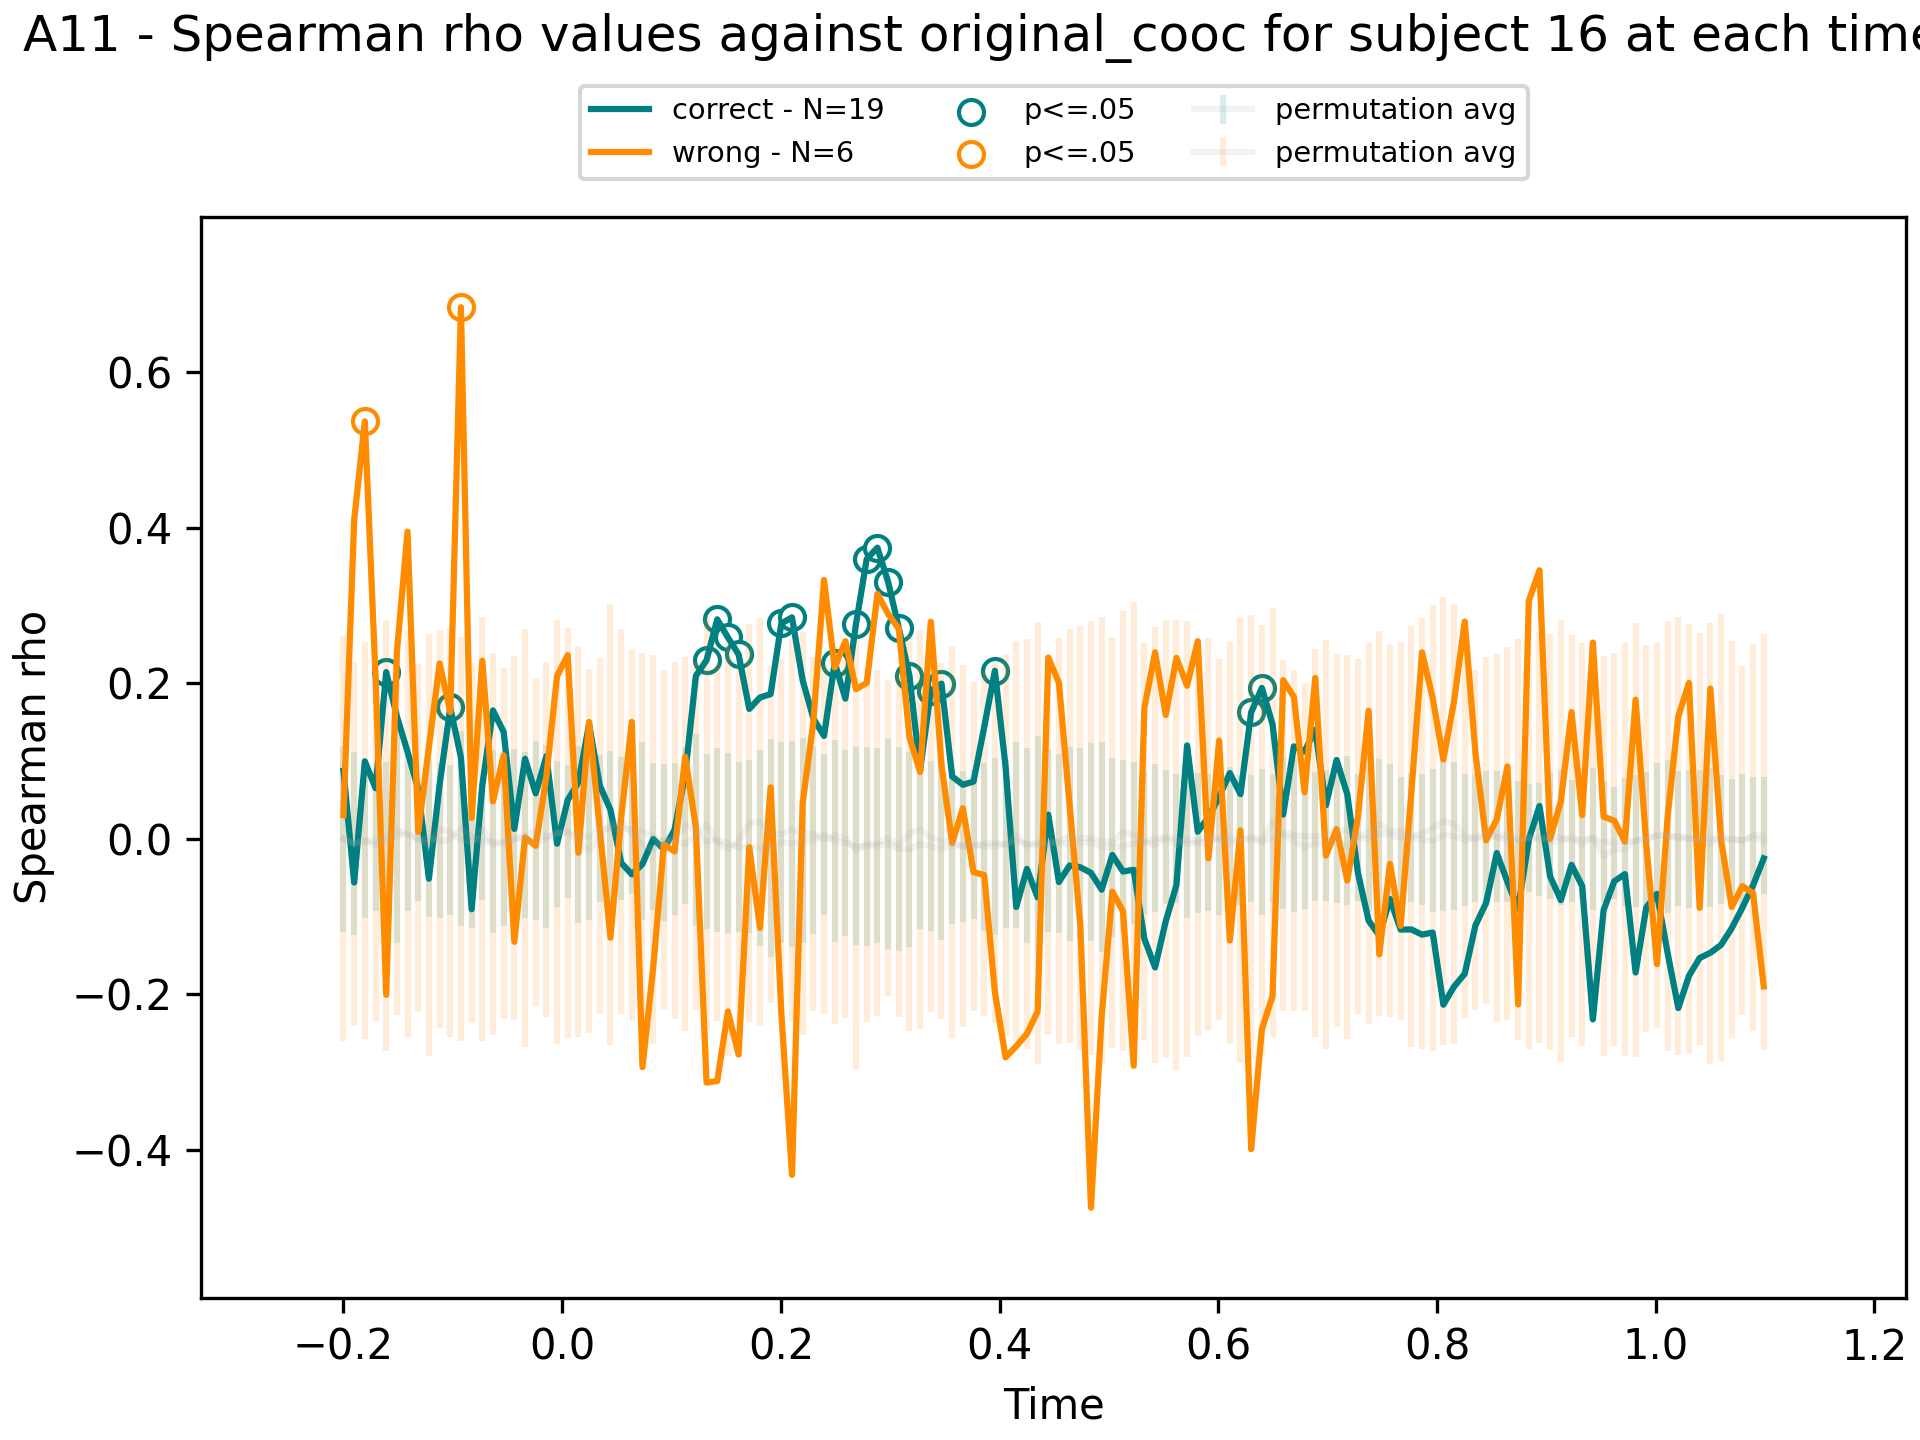 A11 - Spearman rho values against original_cooc for subject 16 at each time
correct - N=19 p<=.05 permutation avg
wrong - N=6 p<=.05 permutation avg
Spearman rho
0.6
0.4
0.2
0.0
−0.2
−0.4
−0.2 0.0 0.2 0.4 0.6 0.8 1.0 1.2
Time